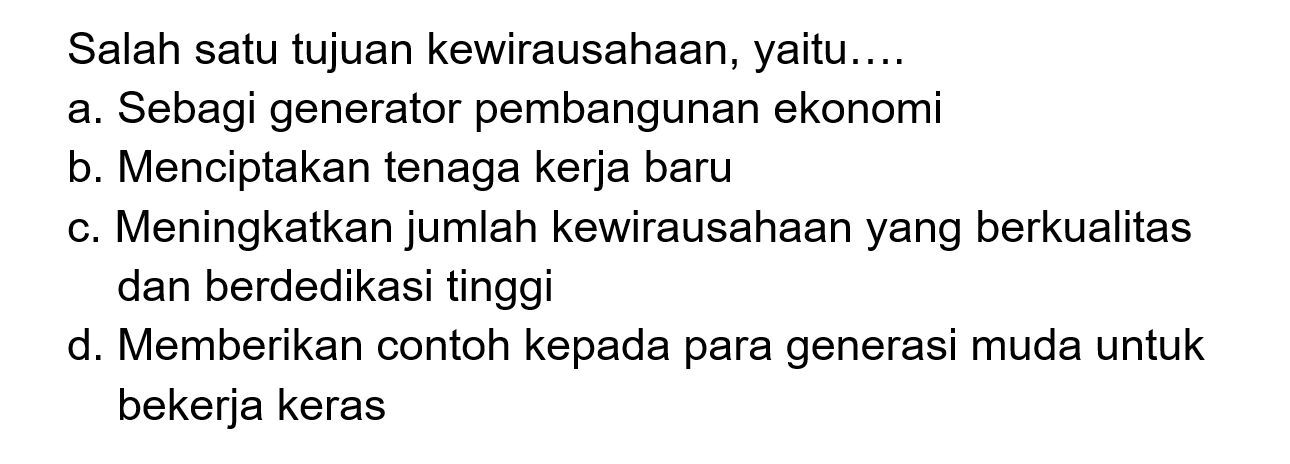 Salah satu tujuan kewirausahaan, yaitu….
a. Sebagi generator pembangunan ekonomi
b. Menciptakan tenaga kerja baru
c. Meningkatkan jumlah kewirausahaan yang berkualitas
dan berdedikasi tinggi
d. Memberikan contoh kepada para generasi muda untuk
bekerja keras